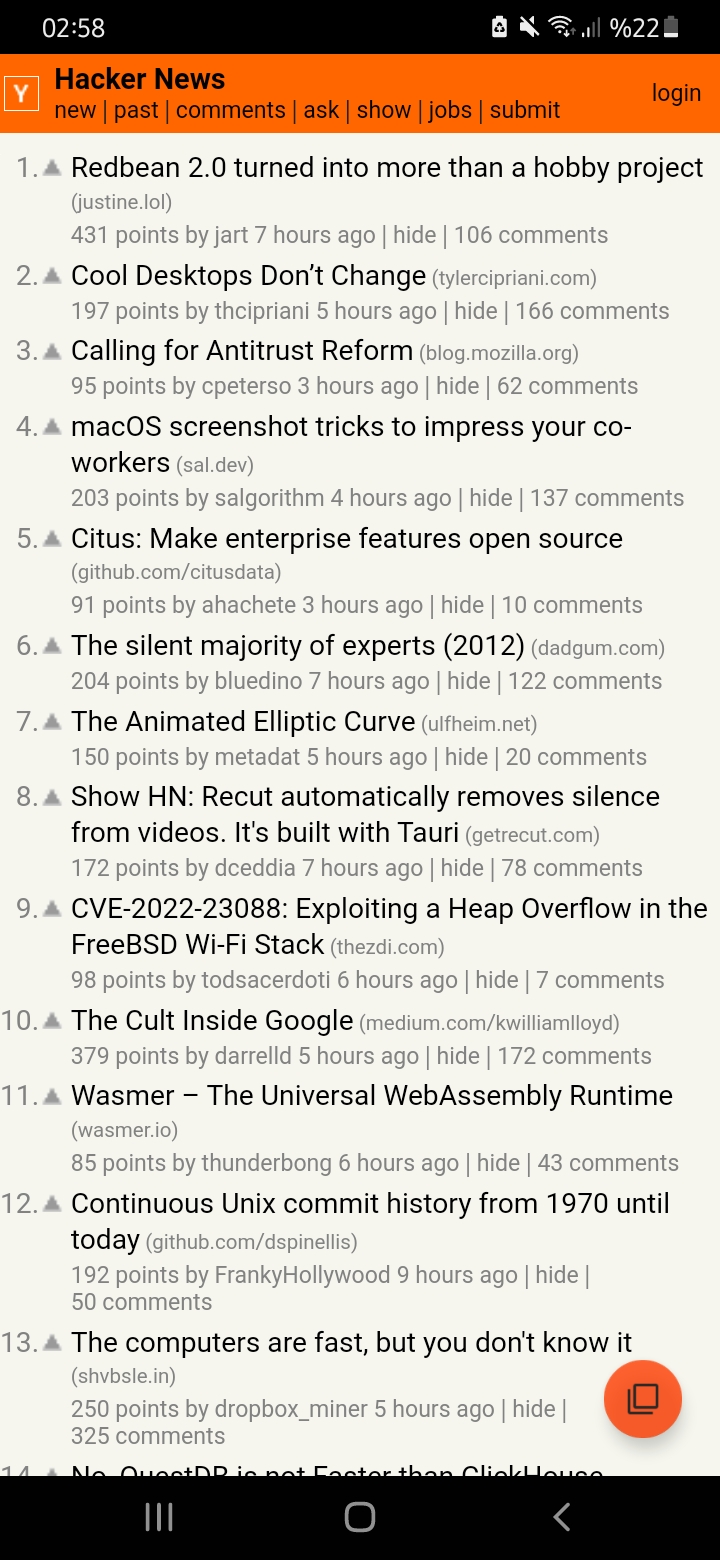 02:58
%22
Y
Hacker News
new | past | comments | ask | show | jobs | submit
login
1. Redbean 2.0 turned into more than a hobby project
(justine.lol)
431 points by jart 7 hours ago | hide | 106 comments
2. Cool Desktops Don’t Change (tylercipriani.com)
197 points by thcipriani 5 hours ago | hide | 166 comments
3. Calling for Antitrust Reform (blog.mozilla.org)
95 points by cpeterso 3 hours ago | hide | 62 comments
4. macOS screenshot tricks to impress your co-
workers (sal.dev)
203 points by salgorithm 4 hours ago | hide | 137 comments
5. Citus: Make enterprise features open source
(github.com/citusdata)
91 points by ahachete 3 hours ago | hide | 10 comments
6. The silent majority of experts (2012) (dadgum.com)
204 points by bluedino 7 hours ago | hide | 122 comments
7. The Animated Elliptic Curve (ulfheim.net)
150 points by metadat 5 hours ago | hide | 20 comments
8. Show HN: Recut automatically removes silence
from videos. It's built with Tauri (getrecut.com)
172 points by dceddia 7 hours ago | hide | 78 comments
9. CVE-2022-23088: Exploiting a Heap Overflow in the
FreeBSD Wi-Fi Stack (thezdi.com)
98 points by todsacerdoti 6 hours ago | hide | 7 comments
10. The Cult Inside Google (medium.com/kwilliamlloyd)
379 points by darrelld 5 hours ago | hide | 172 comments
11. Wasmer – The Universal WebAssembly Runtime
(wasmer.io)
85 points by thunderbong 6 hours ago | hide | 43 comments
12. Continuous Unix commit history from 1970 until
today (github.com/dspinellis)
192 points by FrankyHollywood 9 hours ago | hide |
50 comments
13. The computers are fast, but you don't know it
(shvbsle.in)
250 points by dropbox_miner 5 hours ago | hide |
325 comments
14. No, QuestDB is not Faster than ClickHouse